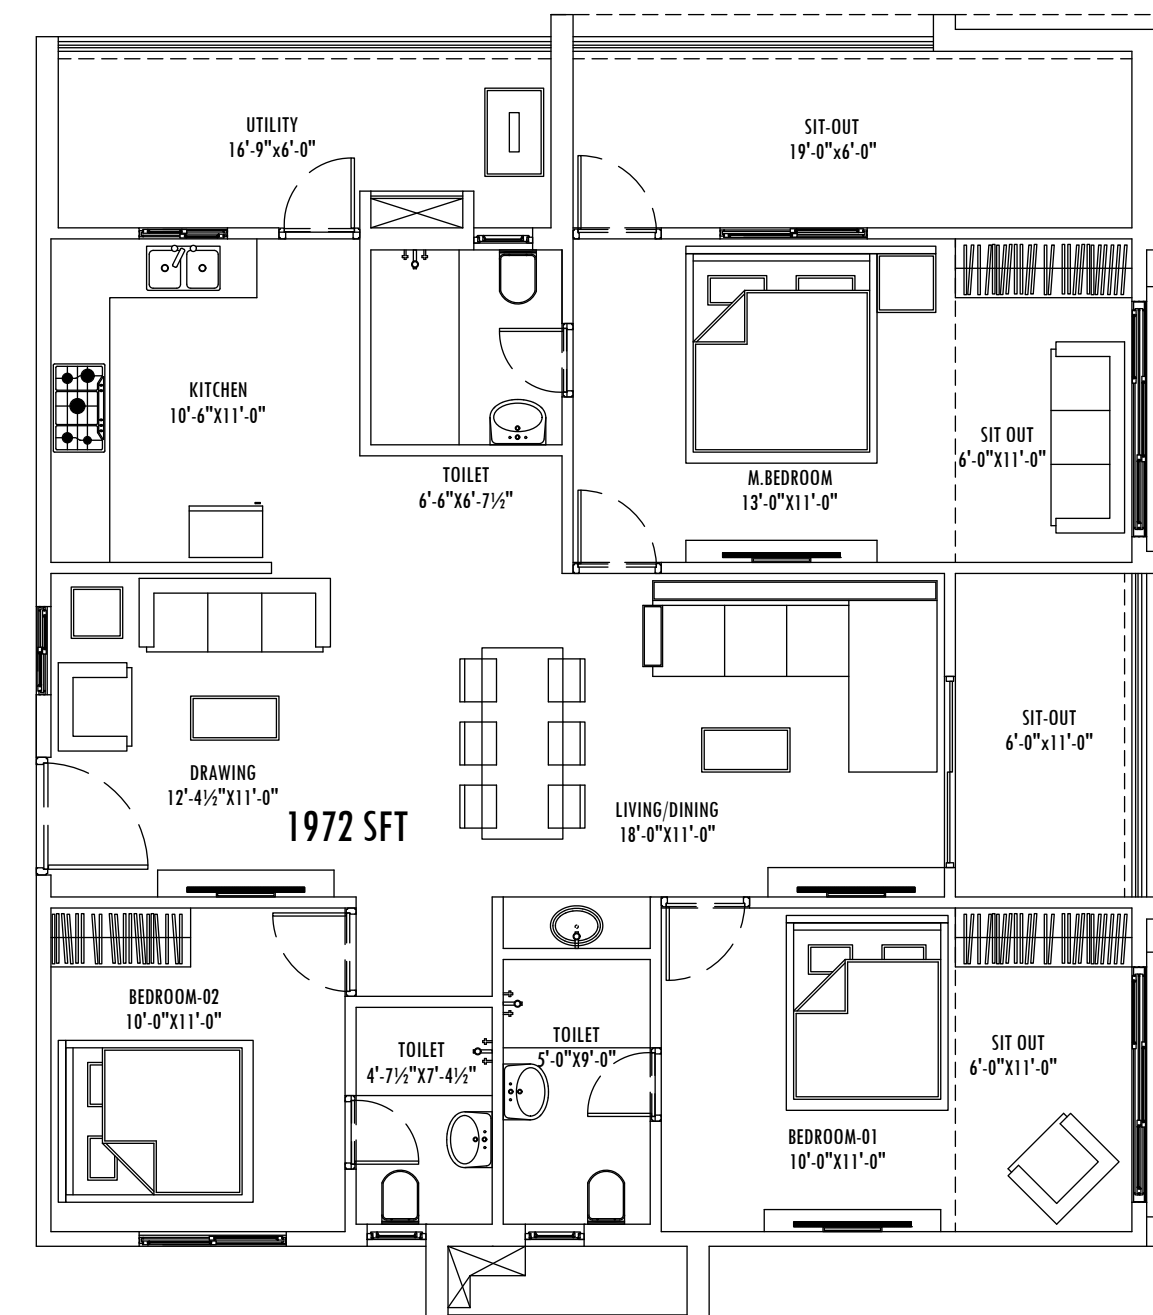 UTILITY
16'-9"x6'-0"
SIT-OUT
19'-0"x6'-0"
KITCHEN
10'-6"X11'-0"
TOILET
6'-6"X6'-7½"
M.BEDROOM
13'-0"X11'-0"
SIT OUT
6'-0"X11'-0"
SIT-OUT
6'-0"x11'-0"
DRAWING
12'-4½"X11'-0"
1972 SFT
LIVING/DINING
18'-0"X11'-0"
BEDROOM-02
10'-0"X11'-0"
TOILET
4'-7½"X7'-4½"
TOILET
5'-0"X9'-0"
SIT OUT
6'-0"X11'-0"
BEDROOM-01
10'-0"X11'-0"